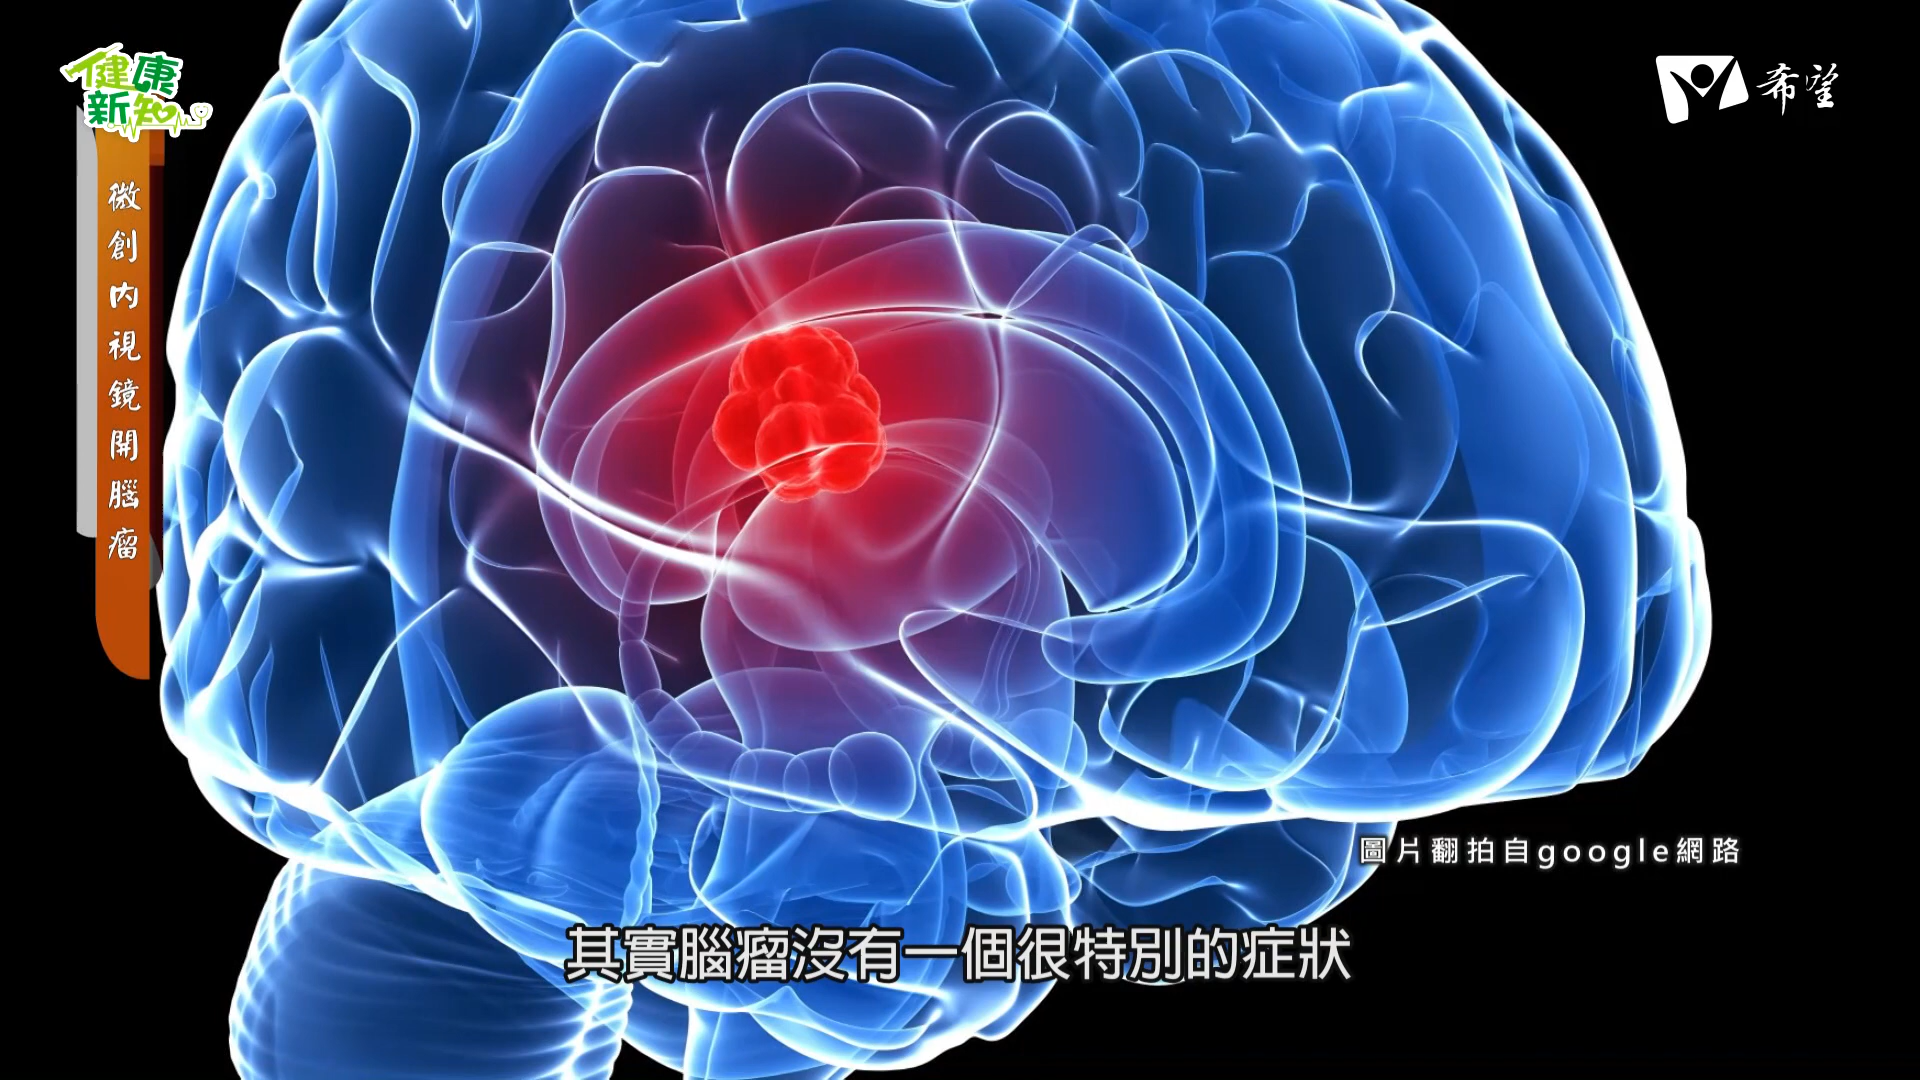 健康
新知
希望
微創內視鏡開腦瘤
圖片翻拍自google網路
其實腦瘤沒有一個很特別的症狀